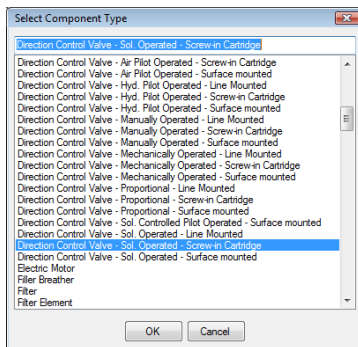 Select Component Type
Direction Control Valve - Sol. Operated - Screw-in Cartridge
Direction Control Valve - Air Pilot Operated - Screw-in Cartridge
Direction Control Valve - Air Pilot Operated - Surface mounted
Direction Control Valve - Hyd. Pilot Operated - Line Mounted
Direction Control Valve - Hyd. Pilot Operated - Screw-in Cartridge
Direction Control Valve - Hyd. Pilot Operated - Surface mounted
Direction Control Valve - Manually Operated - Line Mounted
Direction Control Valve - Manually Operated - Screw-in Cartridge
Direction Control Valve - Manually Operated - Surface mounted
Direction Control Valve - Mechanically Operated - Line Mounted
Direction Control Valve - Mechanically Operated - Screw-in Cartridge
Direction Control Valve - Mechanically Operated - Surface mounted
Direction Control Valve - Proportional - Line Mounted
Direction Control Valve - Proportional - Screw-in Cartridge
Direction Control Valve - Proportional - Surface mounted
Direction Control Valve - Sol. Controlled Pilot Operated - Surface mounted
Direction Control Valve - Sol. Operated - Line Mounted
Direction Control Valve - Sol. Operated - Screw-in Cartridge
Direction Control Valve - Sol. Operated - Surface mounted
Electric Motor
Filler Breather
Filter
Filter Element
OK Cancel